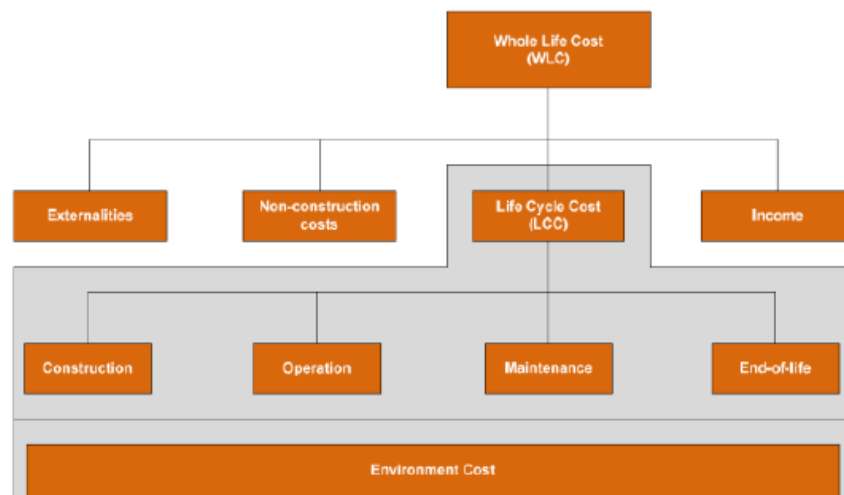 Whole Life Cost
(WLC)
Externalities
Non-construction
costs
Life Cycle Cost
(LCC)
Income
Construction
Operation
Maintenance
End-of-life
Environment Cost